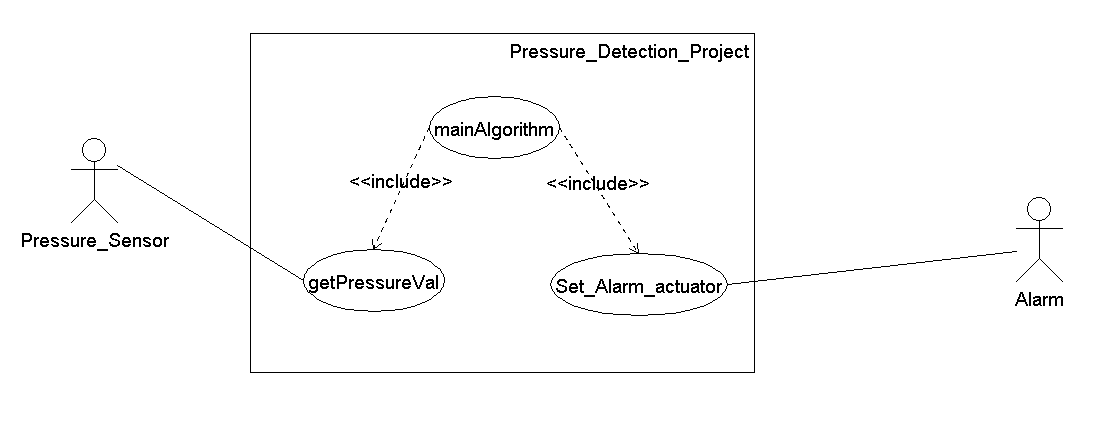 Pressure_Detection_Project
mainAlgorithm
<<include>>
<<include>>
Pressure_Sensor
getPressureVal
Set_Alarm_actuator
Alarm